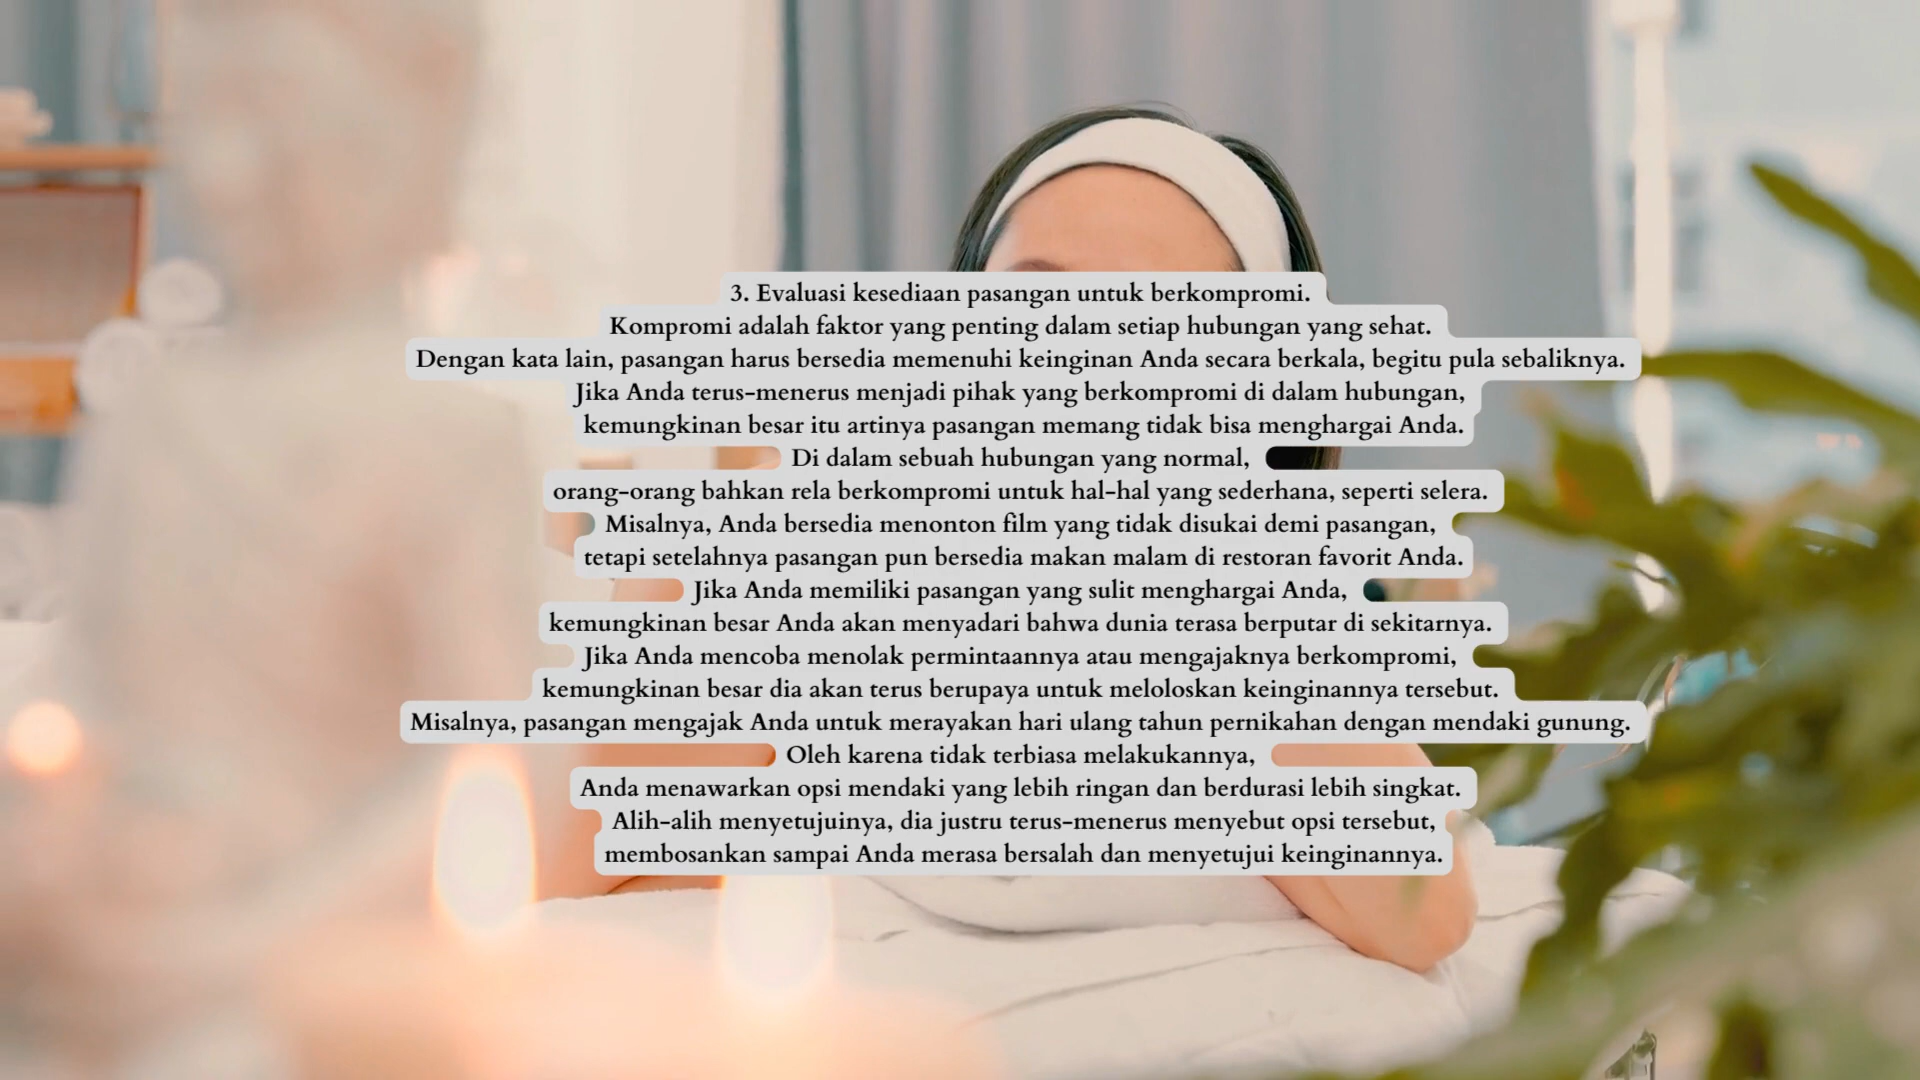 3. Evaluasi kesediaan pasangan untuk berkompromi.
Kompromi adalah faktor yang penting dalam setiap hubungan yang sehat.
Dengan kata lain, pasangan harus bersedia memenuhi keinginan Anda secara berkala, begitu pula sebaliknya.
Jika Anda terus-menerus menjadi pihak yang berkompromi di dalam hubungan,
kemungkinan besar itu artinya pasangan memang tidak bisa menghargai Anda.
Di dalam sebuah hubungan yang normal,
orang-orang bahkan rela berkompromi untuk hal-hal yang sederhana, seperti selera.
Misalnya, Anda bersedia menonton film yang tidak disukai demi pasangan,
tetapi setelahnya pasangan pun bersedia makan malam di restoran favorit Anda.
Jika Anda memiliki pasangan yang sulit menghargai Anda,
kemungkinan besar Anda akan menyadari bahwa dunia terasa berputar di sekitarnya.
Jika Anda mencoba menolak permintaannya atau mengajaknya berkompromi,
kemungkinan besar dia akan terus berupaya untuk meloloskan keinginannya tersebut.
Misalnya, pasangan mengajak Anda untuk merayakan hari ulang tahun pernikahan dengan mendaki gunung.
Oleh karena tidak terbiasa melakukannya,
Anda menawarkan opsi mendaki yang lebih ringan dan berdurasi lebih singkat.
Alih-alih menyetujuinya, dia justru terus-menerus menyebut opsi tersebut,
membosankan sampai Anda merasa bersalah dan menyetujui keinginannya.